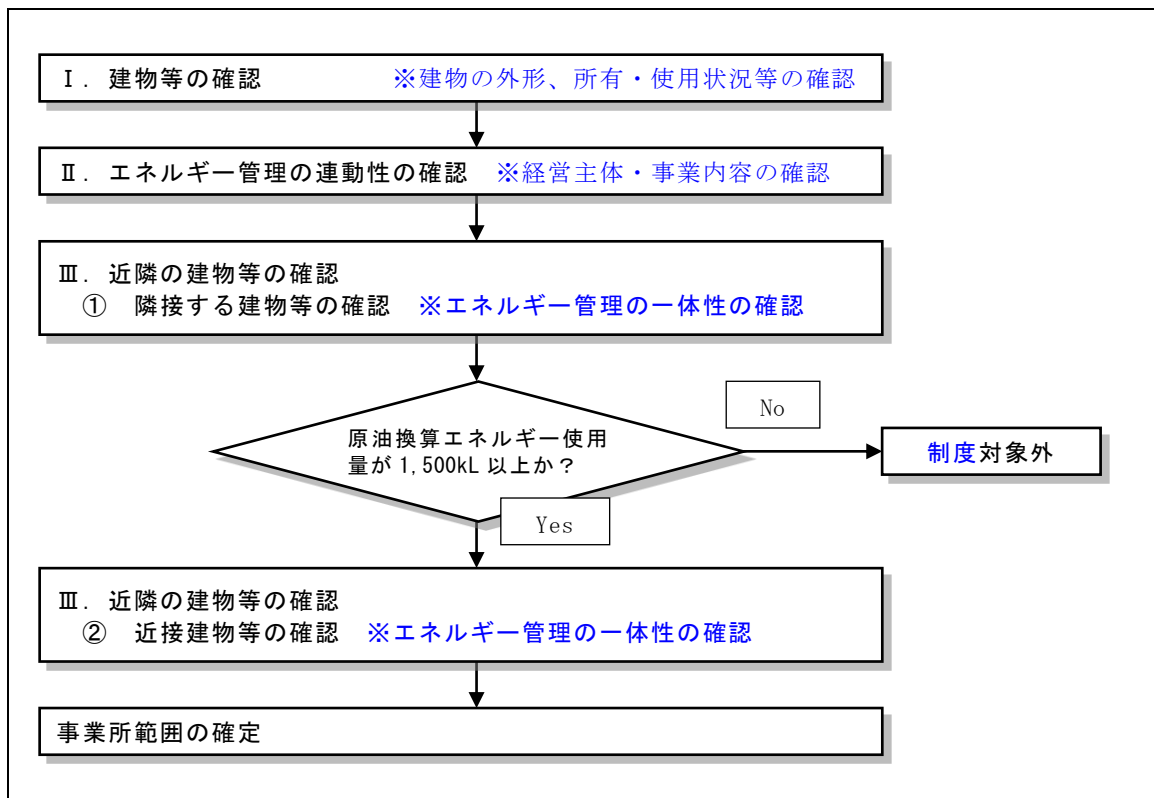 Ⅰ．建物等の確認　※建物の外形、所有・使用状況等の確認
Ⅱ．エネルギー管理の連動性の確認　※経営主体・事業内容の確認
Ⅲ．近隣の建物等の確認
①　隣接する建物等の確認　※エネルギー管理の一体性の確認
原油換算エネルギー使用
量が1,500kL以上か？
No
制度対象外
Yes
Ⅲ．近隣の建物等の確認
②　近接建物等の確認　※エネルギー管理の一体性の確認
事業所範囲の確定